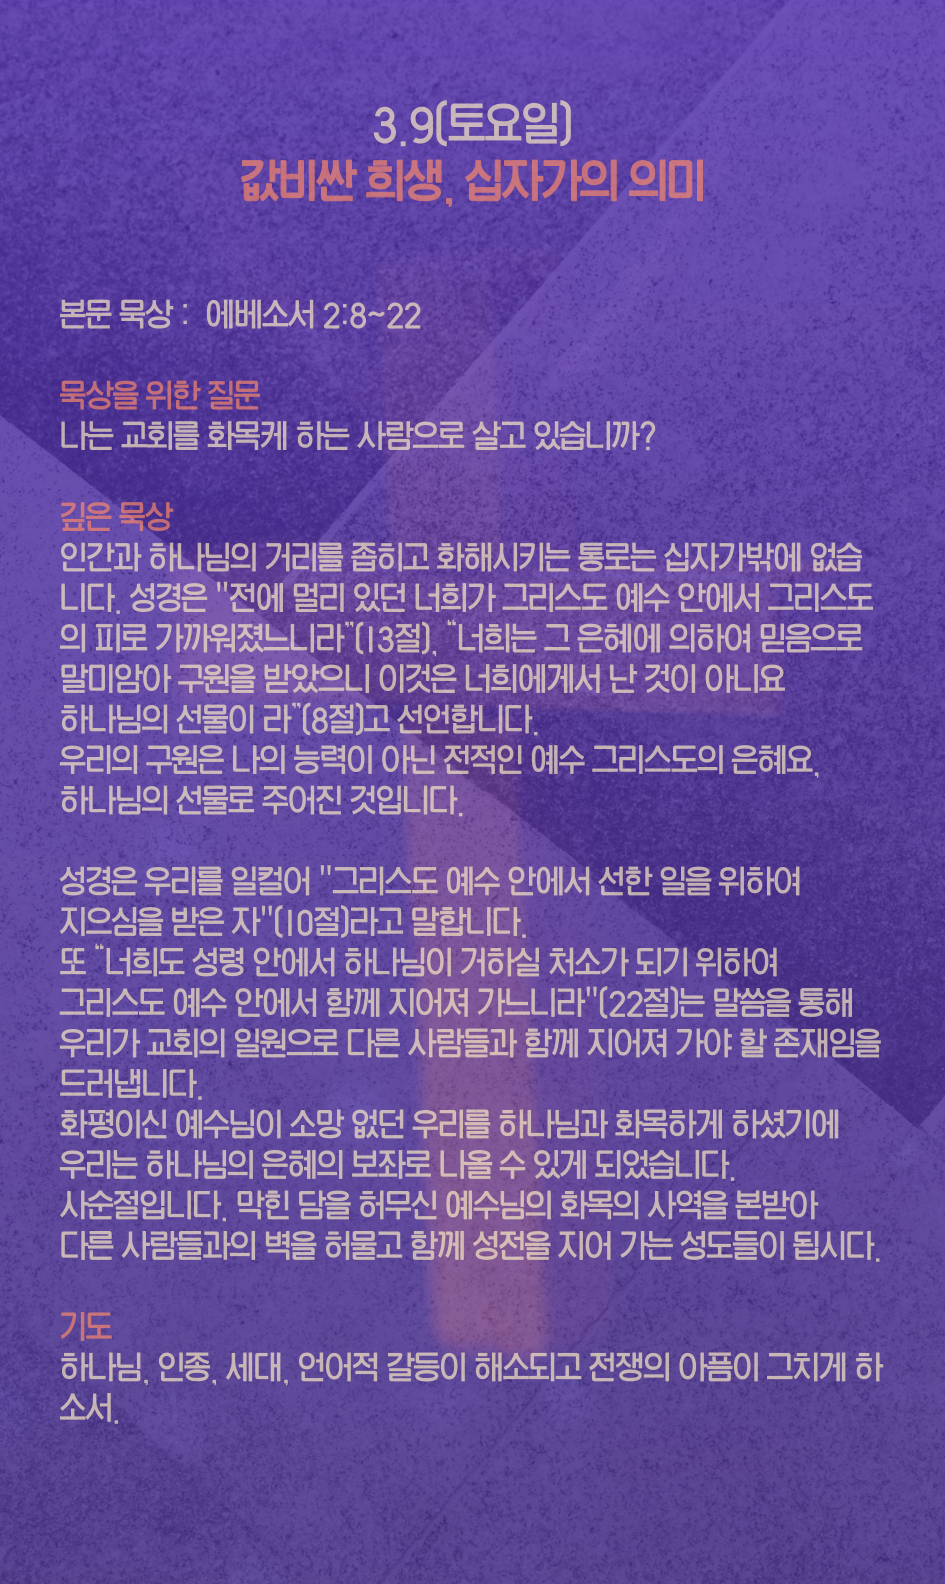 3.9(토요일)
값비싼 희생, 십자가의 의미
본문 묵상 : 에베소서 2:8~22
묵상을 위한 질문
나는 교회를 화목케 하는 사람으로 살고 있습니까?
깊은 묵상
인간과 하나님의 거리를 좁히고 화해시키는 통로는 십자가밖에 없습
니다. 성경은 "전에 멀리 있던 너희가 그리스도 예수 안에서 그리스도
의 피로 가까워졌느니라”(13절), “너희는 그 은혜에 의하여 믿음으로
말미암아 구원을 받았으니 이것은 너희에게서 난 것이 아니요
하나님의 선물이 라”(8절)고 선언합니다.
우리의 구원은 나의 능력이 아닌 전적인 예수 그리스도의 은혜요,
하나님의 선물로 주어진 것입니다.
성경은 우리를 일컬어 "그리스도 예수 안에서 선한 일을 위하여
지으심을 받은 자"(10절)라고 말합니다.
또 “너희도 성령 안에서 하나님이 거하실 처소가 되기 위하여
그리스도 예수 안에서 함께 지어져 가느니라"(22절)는 말씀을 통해
우리가 교회의 일원으로 다른 사람들과 함께 지어져 가야 할 존재임을
드러냅니다.
화평이신 예수님이 소망 없던 우리를 하나님과 화목하게 하셨기에
우리는 하나님의 은혜의 보좌로 나올 수 있게 되었습니다.
사순절입니다. 막힌 담을 허무신 예수님의 화목의 사역을 본받아
다른 사람들과의 벽을 허물고 함께 성전을 지어 가는 성도들이 됩시다.
기도
하나님, 인종, 세대, 언어적 갈등이 해소되고 전쟁의 아픔이 그치게 하
소서.